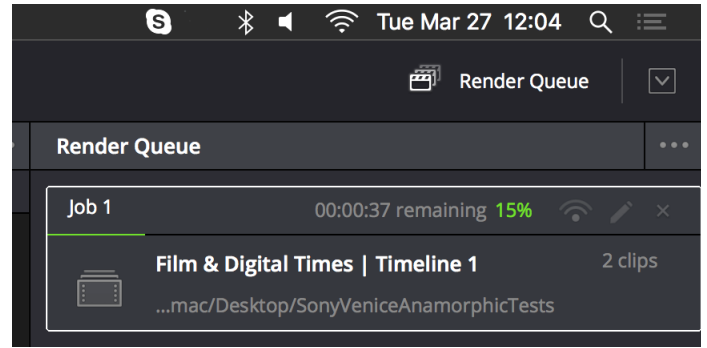 S Tue Mar 27 12:04
Render Queue
Render Queue
Job 1 00:00:37 remaining 15%
Film & Digital Times | Timeline 1 2 clips
...mac/Desktop/SonyVeniceAnamorphicTests